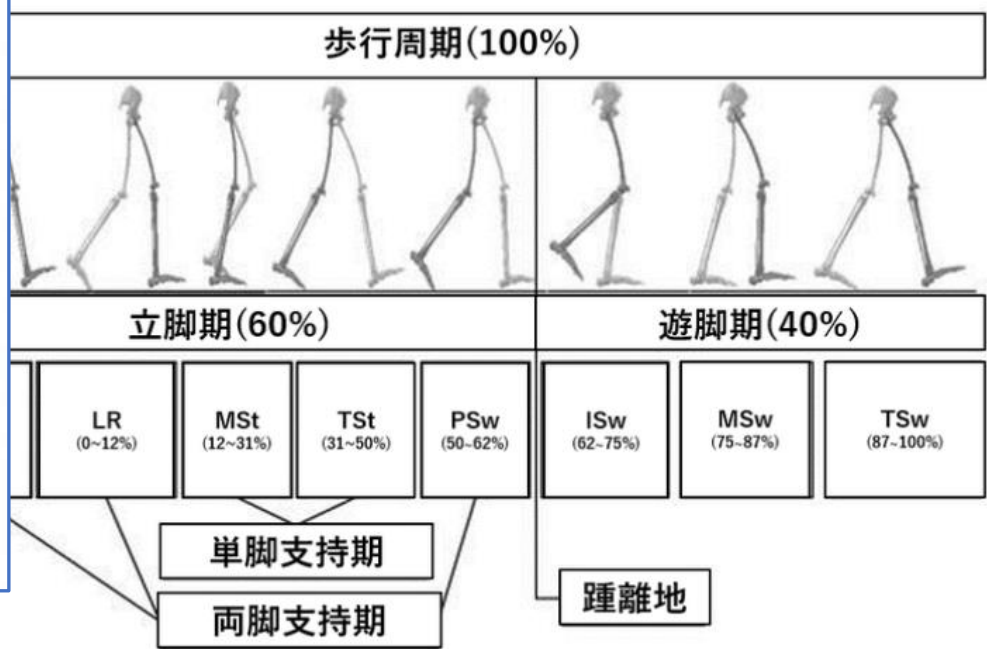 歩行周期(100%)
立脚期(60%)
遊脚期(40%)
LR
(0~12%)
MSt
(12~31%)
TSt
(31~50%)
PSw
(50~62%)
ISw
(62~75%)
MSw
(75~87%)
TSw
(87~100%)
単脚支持期
両脚支持期
踵離地